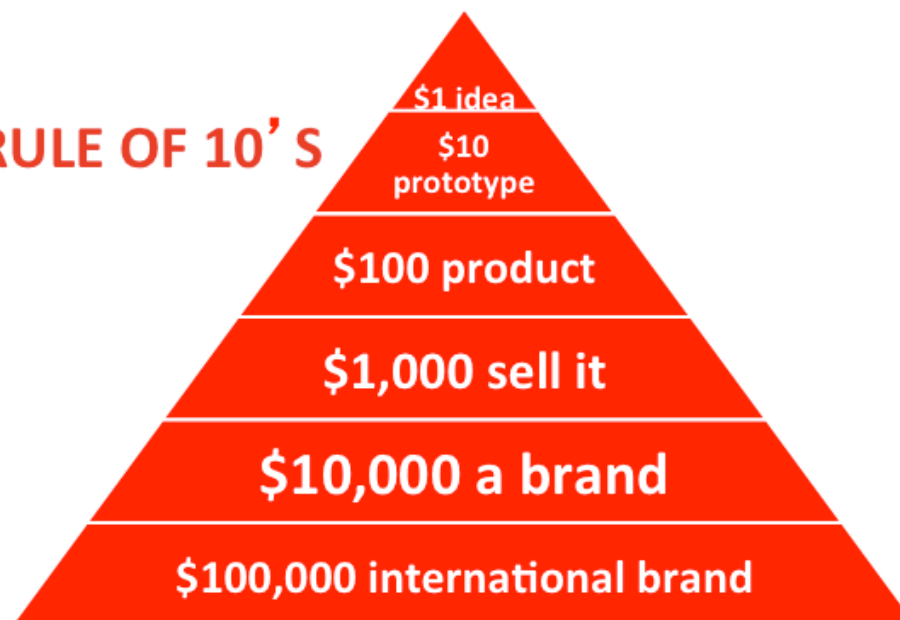 $1 idea
RULE OF 10’S
$10
prototype
$100 product
$1,000 sell it
$10,000 a brand
$100,000 international brand